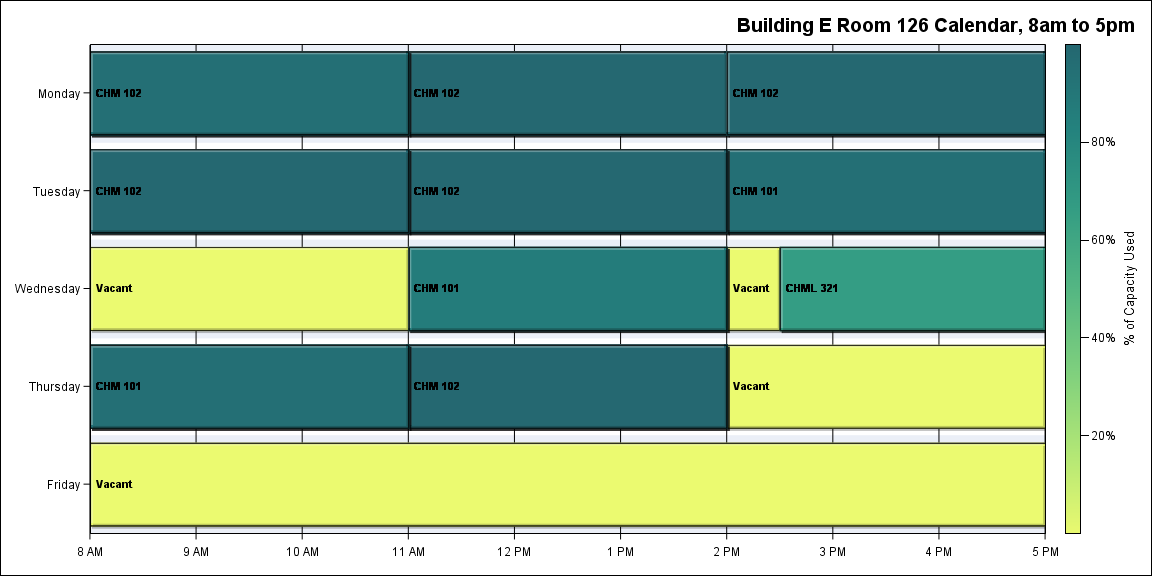 Building E Room 126 Calendar, 8am to 5pm
Monday
CHM 102
CHM 102
CHM 102
Tuesday
CHM 102
CHM 102
CHM 101
Wednesday
Vacant
CHM 101
Vacant
CHML 321
Thursday
CHM 101
CHM 102
Vacant
Friday
Vacant
8 AM
9 AM
10 AM
11 AM
12 PM
1 PM
2 PM
3 PM
4 PM
5 PM
80%
60%
40%
20%
% of Capacity Used